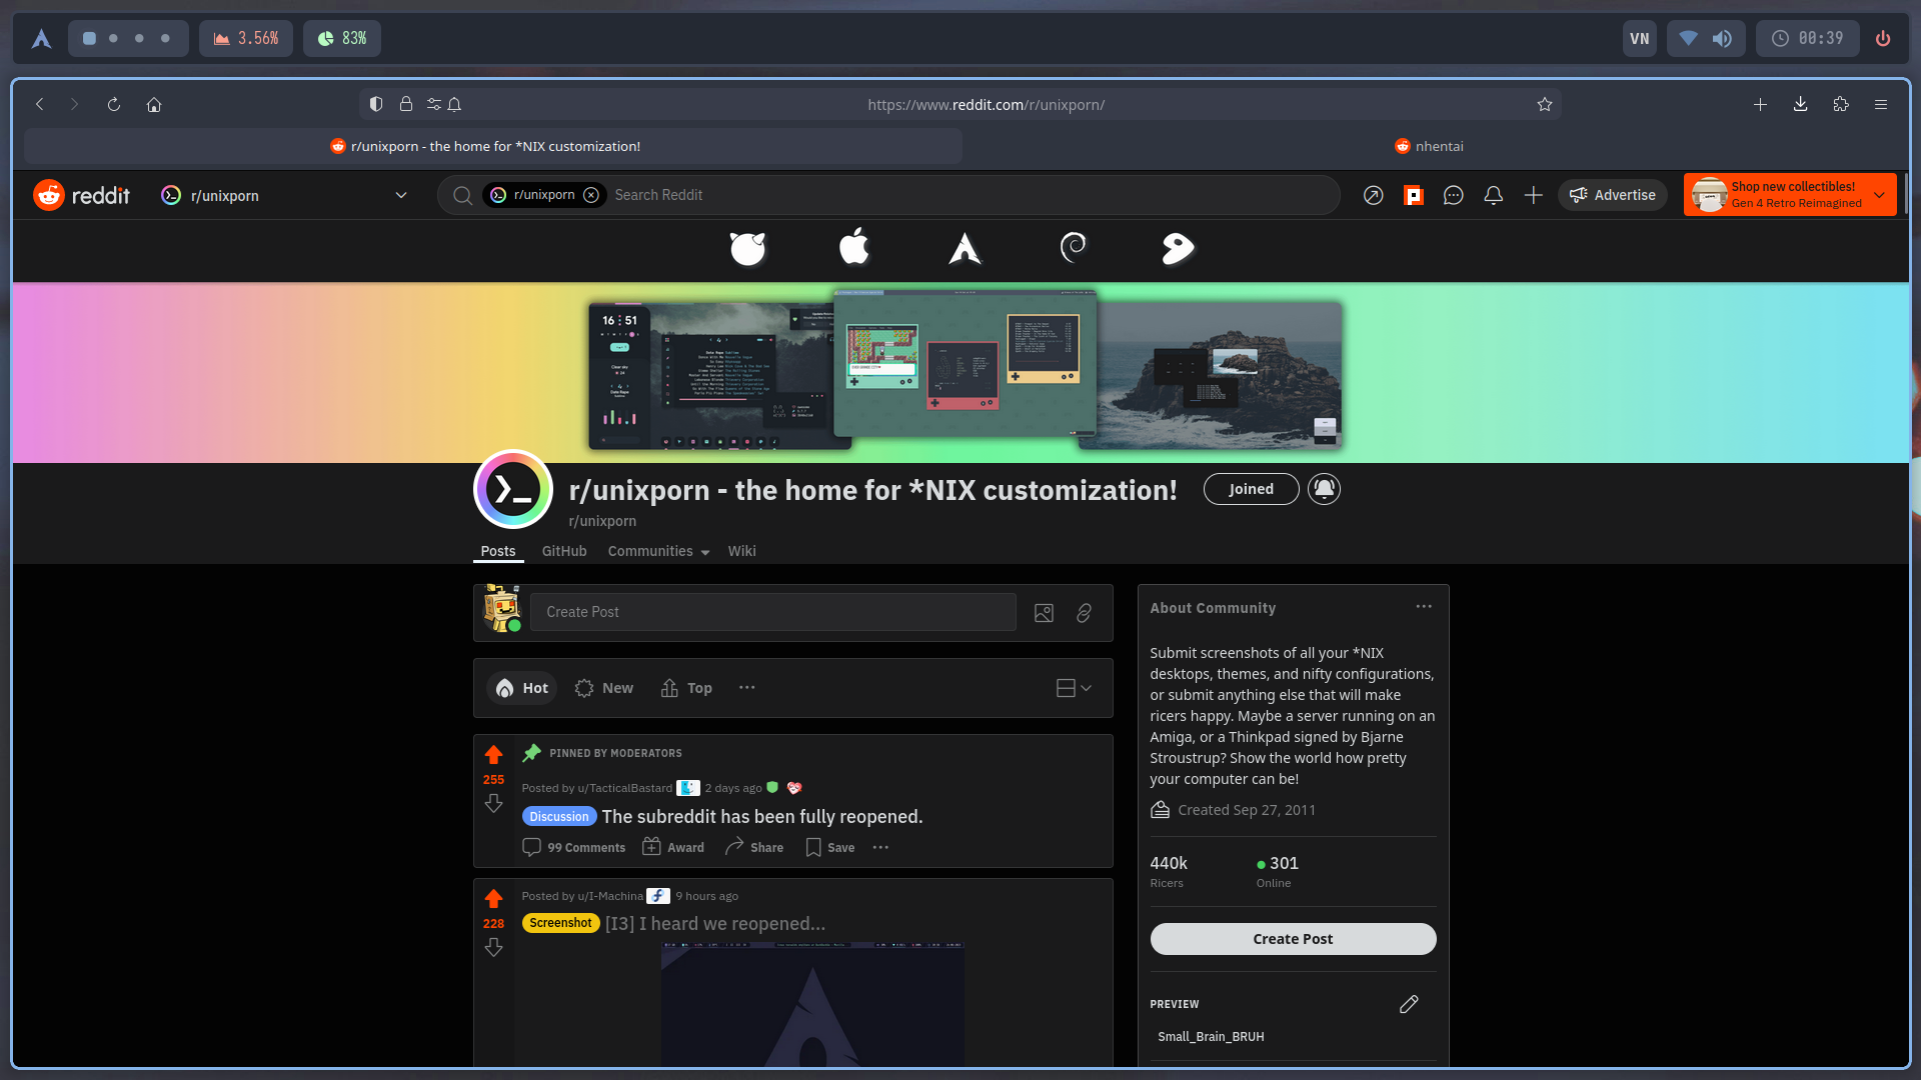 3.56%
83%
VN
00:39
https://www.reddit.com/r/unixporn/
r/unixporn - the home for *NIX customization!
nhentai
reddit
r/unixporn
r/unixporn
Search Reddit
Advertise
Shop new collectibles!
Gen 4 Retro Reimagined
16 : 51
r/unixporn - the home for *NIX customization!
Joined
r/unixporn
Posts
GitHub
Communities
Wiki
Create Post
Hot
New
Top
255
PINNED BY MODERATORS
Posted by u/TacticalBastard
2 days ago
Discussion
The subreddit has been fully reopened.
99 Comments
Award
Share
Save
228
Posted by u/I-Machina
9 hours ago
Screenshot
[I3] I heard we reopened...
About Community
Submit screenshots of all your *NIX
desktops, themes, and nifty configurations,
or submit anything else that will make
ricers happy. Maybe a server running on an
Amiga, or a Thinkpad signed by Bjarne
Stroustrup? Show the world how pretty
your computer can be!
Created Sep 27, 2011
440k
301
Ricers
Online
Create Post
PREVIEW
Small_Brain_BRUH